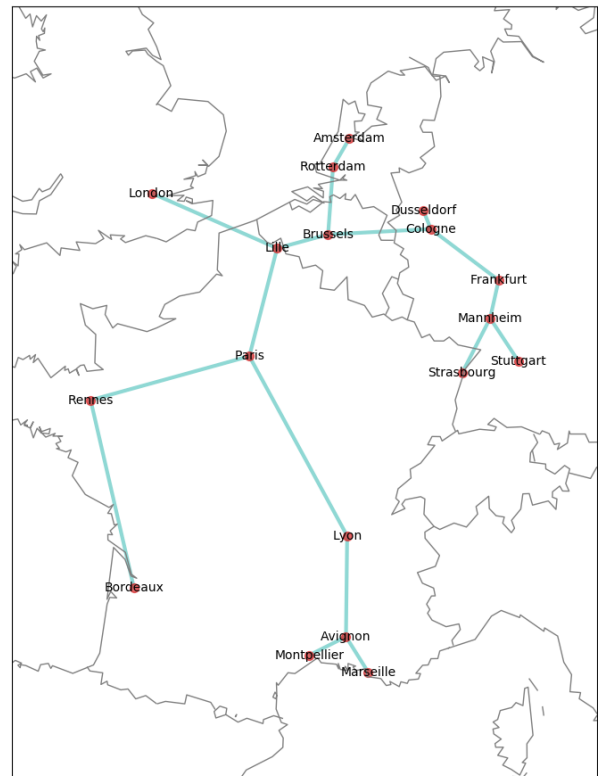 Amsterdam
Rotterdam
London
Dusseldorf
Cologne
Brussels
Lille
Frankfurt
Mannheim
Paris
Stuttgart
Strasbourg
Rennes
Lyon
Bordeaux
Avignon
Montpellier
Marseille